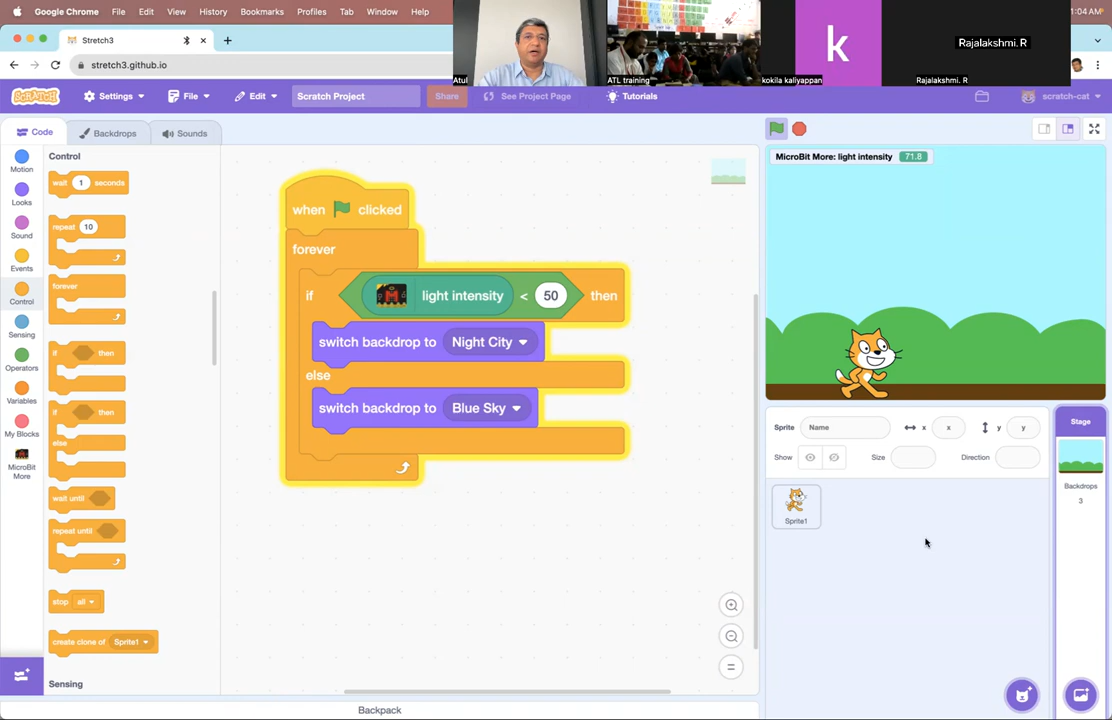 Google Chrome File Edit View History Bookmarks Profiles Tab Window Help
1:04 AM
Stretch3
stretch3.github.io
Atul
ATL training
k
kokila kaliyappan
Rajalakshmi.R
Rajalakshmi. R
SCRATCH
Settings
File
Edit
Scratch Project
Share
See Project Page
Tutorials
scratch-cat
Code
Backdrops
Sounds
Motion
Looks
Sound
Events
Control
Sensing
Operators
Variables
My Blocks
MicroBit
More
Control
wait 1 seconds
repeat 10
forever
if then
if then
else
wait until
repeat until
stop all
create clone of Sprite1
Sensing
when clicked
forever
if light intensity < 50 then
switch backdrop to Night City
else
switch backdrop to Blue Sky
Backpack
MicroBit More: light intensity 71.8
Sprite Name x x y y
Show Size Direction
Sprite1
Stage
Backdrops
3